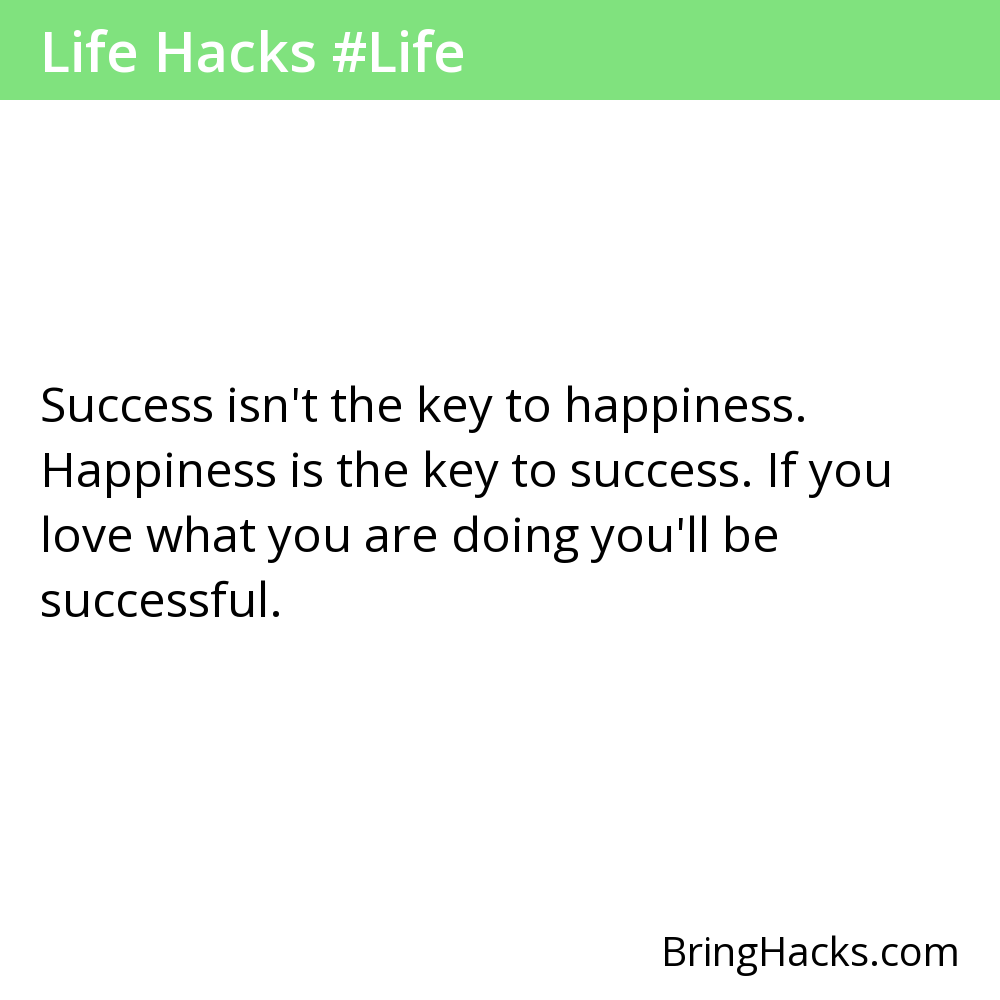 Life Hacks #Life
Success isn't the key to happiness.
Happiness is the key to success. If you
love what you are doing you'll be
successful.
BringHacks.com